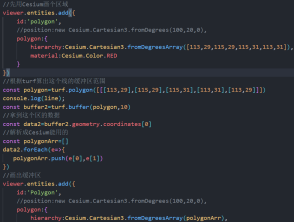 //先用Cesium画个区域
viewer.entities.add({
id:'polygon',
//position:new Cesium.Cartesian3.fromDegrees(100,20,0),
polygon:{
hierarchy:Cesium.Cartesian3.fromDegreesArray([113,29,115,29,115,31,113,31]),
material:Cesium.Color.RED
}
})
//根据turf算出这个线的缓冲区范围
const polygon=turf.polygon([[[113,29],[115,29],[115,31],[113,31],[113,29]]])
console.log(line);
const buffer2=turf.buffer(polygon,10)
//拿到这个区的数据
const data2=buffer2.geometry.coordinates[0]
//解析成Cesium能用的
const polygonArr=[]
data2.forEach(e=>{
polygonArr.push(e[0],e[1])
})
//画出缓冲区
viewer.entities.add({
id:'Polygon',
//position:new Cesium.Cartesian3.fromDegrees(100,20,0),
polygon:{
hierarchy:Cesium.Cartesian3.fromDegreesArray(polygonArr),